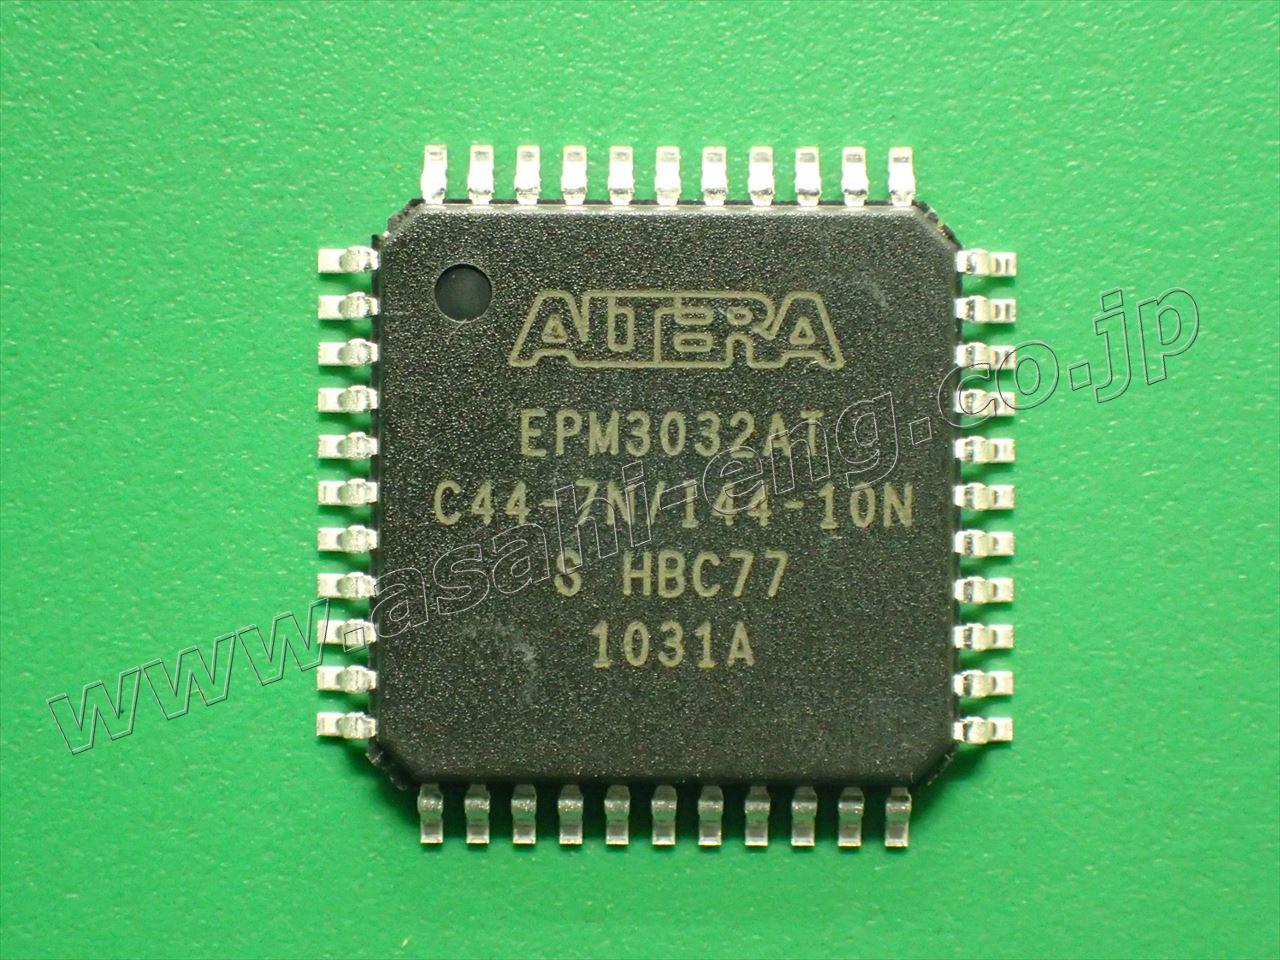 ALTERA
EPM3032AT
C44-7N/I44-10N
S HBC77
1031A
www.asahi-eng.co.jp